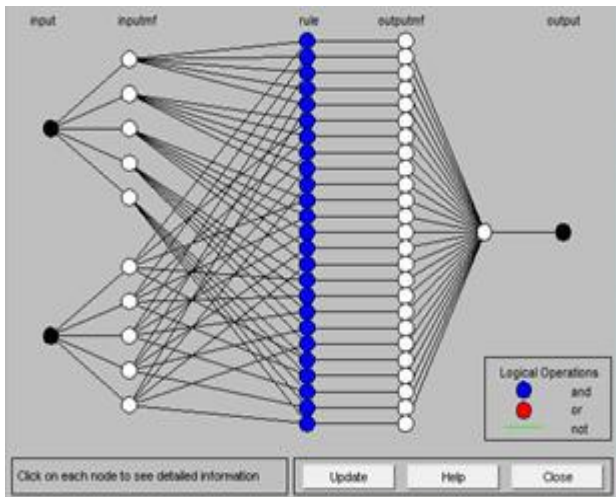 input inputmf rule outputmf output
Logical Operations
and
or
not
Click on each node to see detailed information
Update Help Close